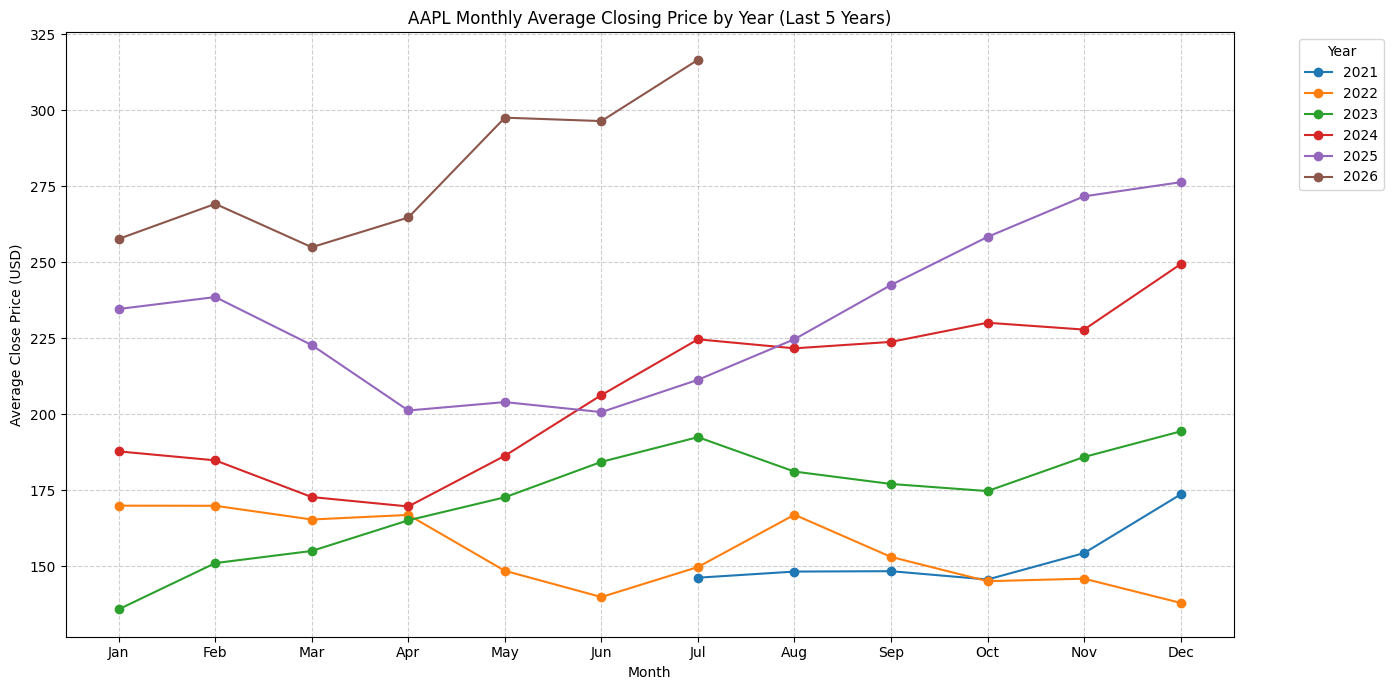 AAPL Monthly Average Closing Price by Year (Last 5 Years)
325
300
275
250
225
200
175
150
Average Close Price (USD)
Jan Feb Mar Apr May Jun Jul Aug Sep Oct Nov Dec
Month
Year
2021
2022
2023
2024
2025
2026